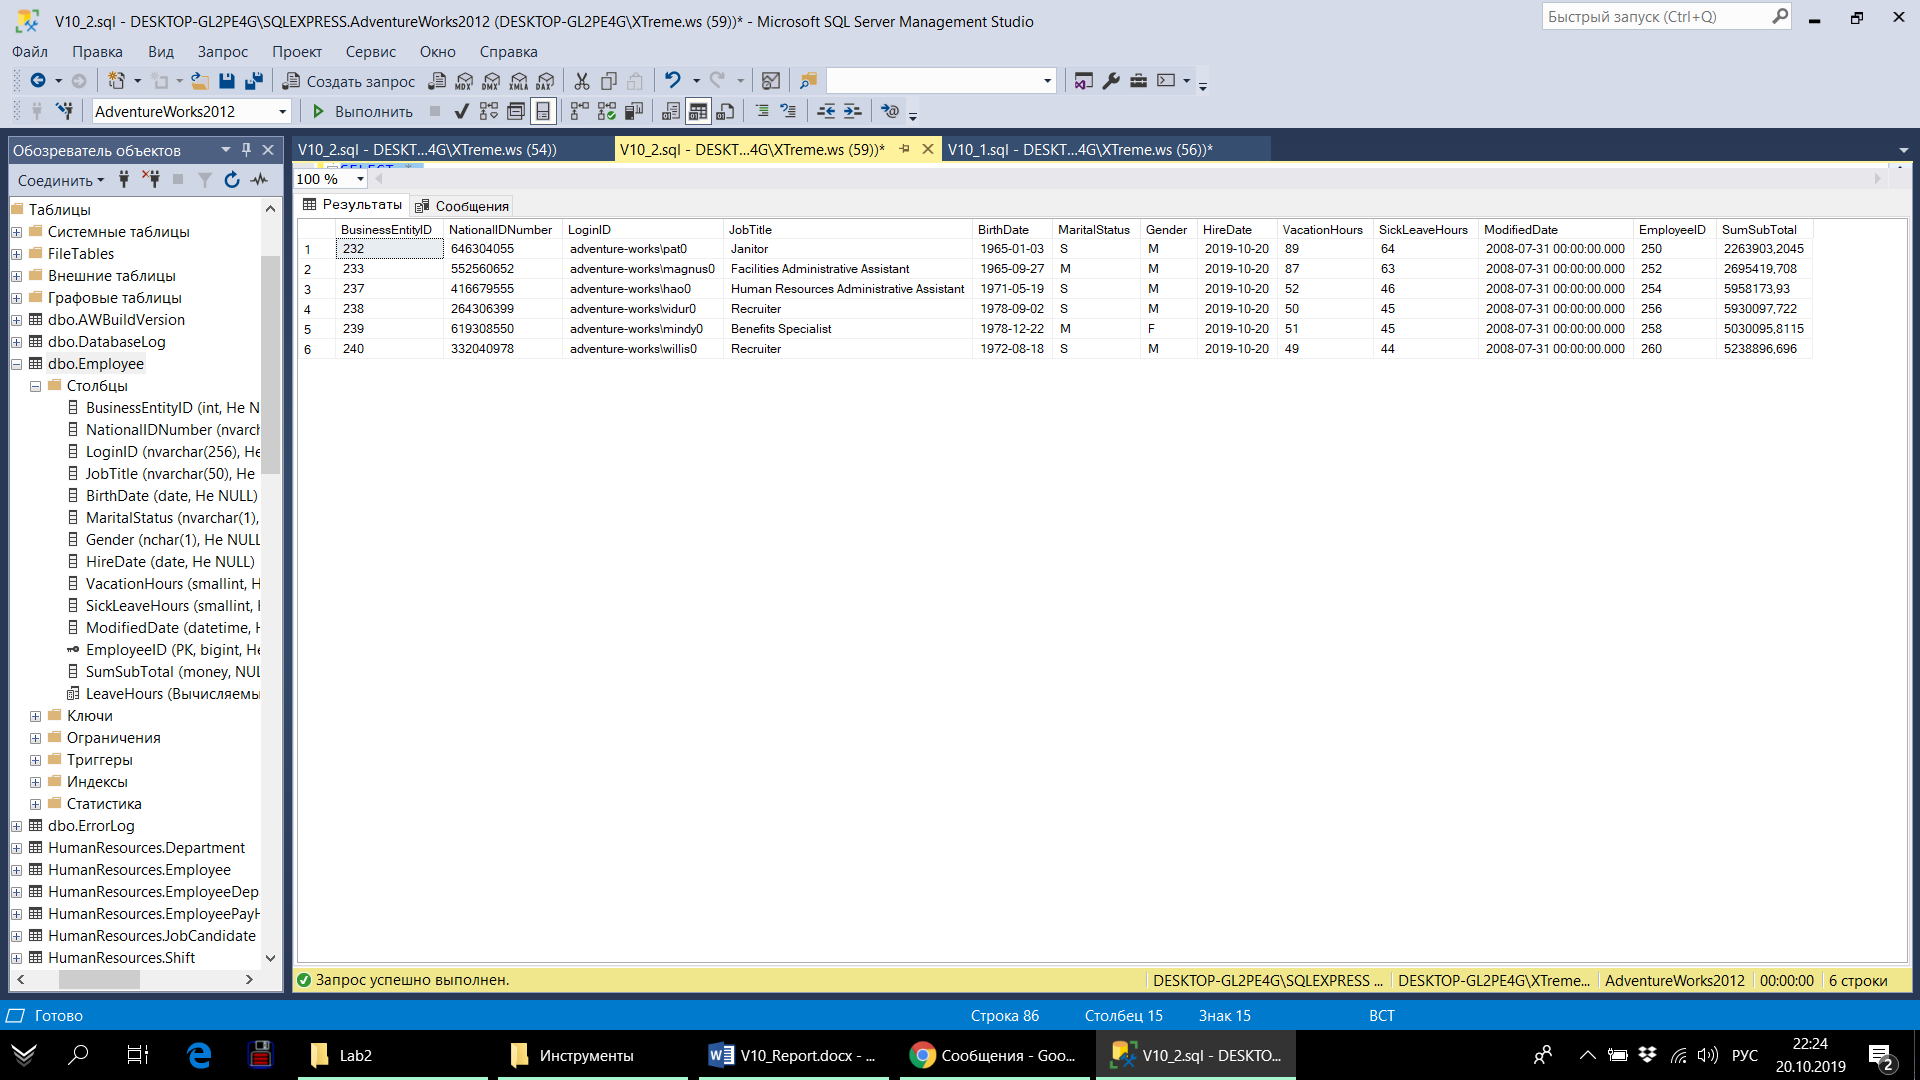 V10_2.sql - DESKTOP-GL2PE4G\SQLEXPRESS.AdventureWorks2012 (DESKTOP-GL2PE4G\XTreme.ws (59))* - Microsoft SQL Server Management Studio
Быстрый запуск (Ctrl+Q)
Файл Правка Вид Запрос Проект Сервис Окно Справка
Создать запрос MDX DMX XMLA DAX
AdventureWorks2012 Выполнить
Обозреватель объектов
V10_2.sql - DESKT...4G\XTreme.ws (54)) V10_2.sql - DESKT...4G\XTreme.ws (59))* V10_1.sql - DESKT...4G\XTreme.ws (56))*
Соединить
100 %
Результаты Сообщения
BusinessEntityID NationalIDNumber LoginID JobTitle BirthDate MaritalStatus Gender HireDate VacationHours SickLeaveHours ModifiedDate EmployeeID SumSubTotal
1 232 646304055 adventure-works\pat0 Janitor 1965-01-03 S M 2019-10-20 89 64 2008-07-31 00:00:00.000 250 2263903,2045
2 233 552560652 adventure-works\magnus0 Facilities Administrative Assistant 1965-09-27 M M 2019-10-20 87 63 2008-07-31 00:00:00.000 252 2695419,708
3 237 416679555 adventure-works\hao0 Human Resources Administrative Assistant 1971-05-19 S M 2019-10-20 52 46 2008-07-31 00:00:00.000 254 5958173,93
4 238 264306399 adventure-works\vidur0 Recruiter 1978-09-02 S M 2019-10-20 50 45 2008-07-31 00:00:00.000 256 5930097,722
5 239 619308550 adventure-works\mindy0 Benefits Specialist 1978-12-22 M F 2019-10-20 51 45 2008-07-31 00:00:00.000 258 5030095,8115
6 240 332040978 adventure-works\willis0 Recruiter 1972-08-18 S M 2019-10-20 49 44 2008-07-31 00:00:00.000 260 5238896,696
Таблицы
Системные таблицы
FileTables
Внешние таблицы
Графовые таблицы
dbo.AWBuildVersion
dbo.DatabaseLog
dbo.Employee
Столбцы
BusinessEntityID (int, Не N
NationalIDNumber (nvarch
LoginID (nvarchar(256), Не
JobTitle (nvarchar(50), Не
BirthDate (date, Не NULL)
MaritalStatus (nvarchar(1),
Gender (nchar(1), Не NULL
HireDate (date, Не NULL)
VacationHours (smallint, Н
SickLeaveHours (smallint, Н
ModifiedDate (datetime, Н
EmployeeID (PK, bigint, Не
SumSubTotal (money, NUL
LeaveHours (Вычисляемы
Ключи
Ограничения
Триггеры
Индексы
Статистика
dbo.ErrorLog
HumanResources.Department
HumanResources.Employee
HumanResources.EmployeeDep
HumanResources.EmployeePayH
HumanResources.JobCandidate
HumanResources.Shift
Запрос успешно выполнен. DESKTOP-GL2PE4G\SQLEXPRESS ... DESKTOP-GL2PE4G\XTreme... AdventureWorks2012 00:00:00 6 строки
Готово Строка 86 Столбец 15 Знак 15 ВСТ
Lab2 Инструменты V10_Report.docx - ... Сообщения - Goo... V10_2.sql - DESKTO... РУС 22:24
20.10.2019 2